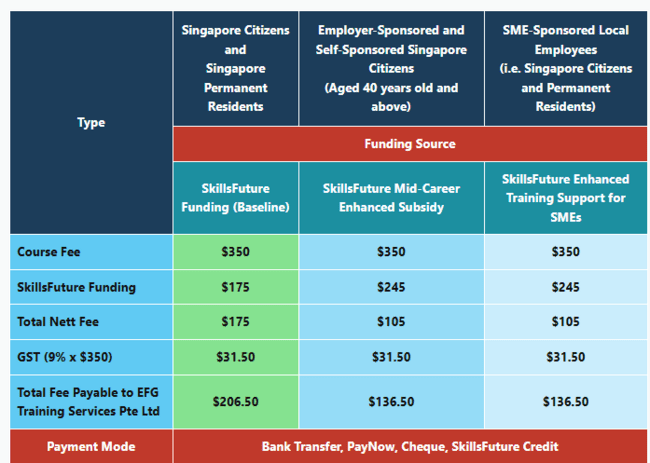 Type
Singapore Citizens
and
Singapore
Permanent
Residents
Employer-Sponsored and
Self-Sponsored Singapore
Citizens
(Aged 40 years old and
above)
SME-Sponsored Local
Employees
(i.e. Singapore Citizens
and Permanent
Residents)
Funding Source
SkillsFuture
Funding (Baseline)
SkillsFuture Mid-Career
Enhanced Subsidy
SkillsFuture Enhanced
Training Support for
SMEs
Course Fee $350 $350 $350
SkillsFuture Funding $175 $245 $245
Total Nett Fee $175 $105 $105
GST (9% x $350) $31.50 $31.50 $31.50
Total Fee Payable to EFG
Training Services Pte Ltd
$206.50 $136.50 $136.50
Payment Mode Bank Transfer, PayNow, Cheque, SkillsFuture Credit